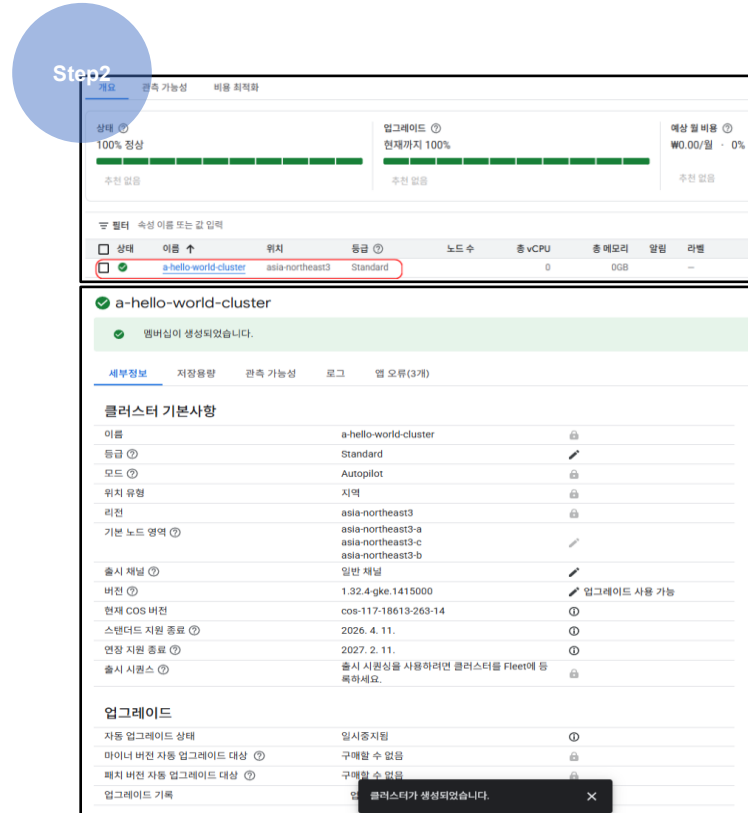 Step2
개요 관측 가능성 비용 최적화
상태 업그레이드 예상 월 비용
100% 정상 현재까지 100% ₩0.00/월 · 0%
추천 없음 추천 없음 추천 없음
필터 속성 이름 또는 값 입력
상태 이름 ↑ 위치 등급 노드 수 총 vCPU 총 메모리 알림 라벨
a-hello-world-cluster asia-northeast3 Standard 0 0GB –
a-hello-world-cluster
멤버십이 생성되었습니다.
세부정보 저장용량 관측 가능성 로그 앱 오류(3개)
클러스터 기본사항
이름 a-hello-world-cluster
등급 Standard
모드 Autopilot
위치 유형 지역
리전 asia-northeast3
기본 노드 영역 asia-northeast3-a
asia-northeast3-c
asia-northeast3-b
출시 채널 일반 채널
버전 1.32.4-gke.1415000 업그레이드 사용 가능
현재 COS 버전 cos-117-18613-263-14
스탠더드 지원 종료 2026. 4. 11.
연장 지원 종료 2027. 2. 11.
출시 시퀀스 출시 시퀀싱을 사용하려면 클러스터를 Fleet에 등
록하세요.
업그레이드
자동 업그레이드 상태 일시중지됨
마이너 버전 자동 업그레이드 대상 구매할 수 없음
패치 버전 자동 업그레이드 대상 구매할 수 없음
업그레이드 기록
클러스터가 생성되었습니다.